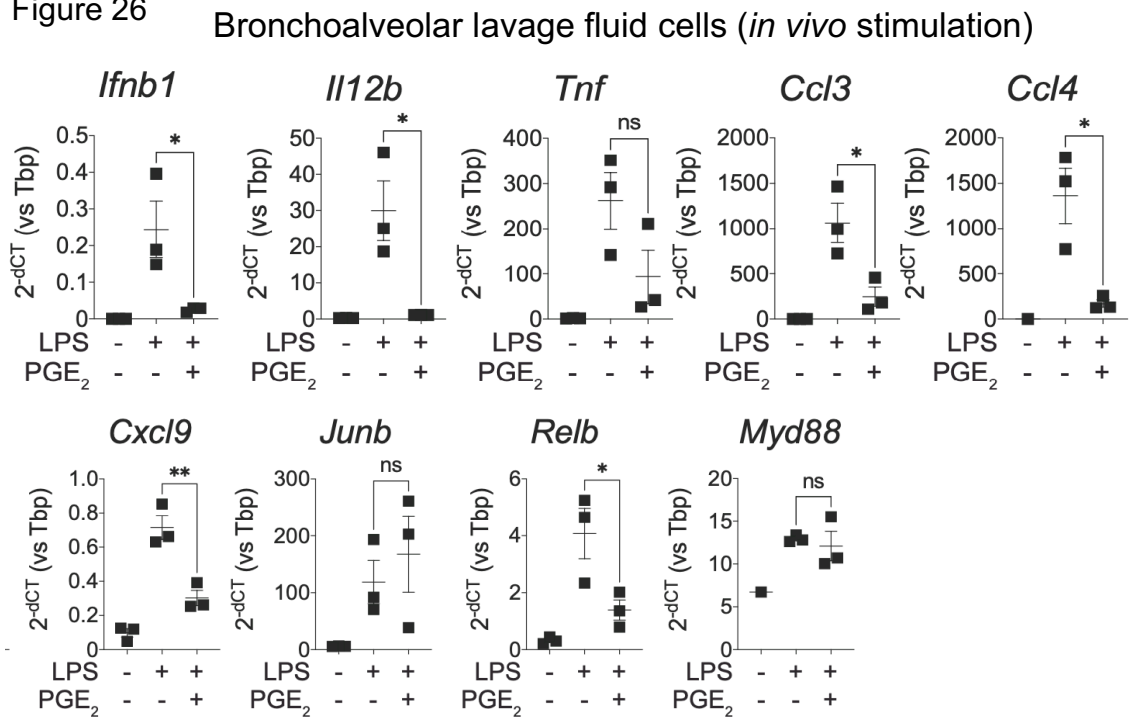 Figure 26
Bronchoalveolar lavage fluid cells (in vivo stimulation)
Ifnb1
Il12b
Tnf
Ccl3
Ccl4
2-dCT (vs Tbp)
0.5
0.4
0.3
0.2
0.1
0
*
LPS - + +
PGE2 - - +
2-dCT (vs Tbp)
50
40
30
20
10
0
*
LPS - + +
PGE2 - - +
2-dCT (vs Tbp)
400
300
200
100
0
ns
LPS - + +
PGE2 - - +
2-dCT (vs Tbp)
2000
1500
1000
500
0
*
LPS - + +
PGE2 - - +
2-dCT (vs Tbp)
2000
1500
1000
500
0
*
LPS - + +
PGE2 - - +
Cxcl9
Junb
Relb
Myd88
2-dCT (vs Tbp)
1.0
0.8
0.6
0.4
0.2
0
**
LPS - + +
PGE2 - - +
2-dCT (vs Tbp)
300
200
100
0
ns
LPS - + +
PGE2 - - +
2-dCT (vs Tbp)
6
4
2
0
*
LPS - + +
PGE2 - - +
2-dCT (vs Tbp)
20
15
10
5
0
ns
LPS - + +
PGE2 - - +